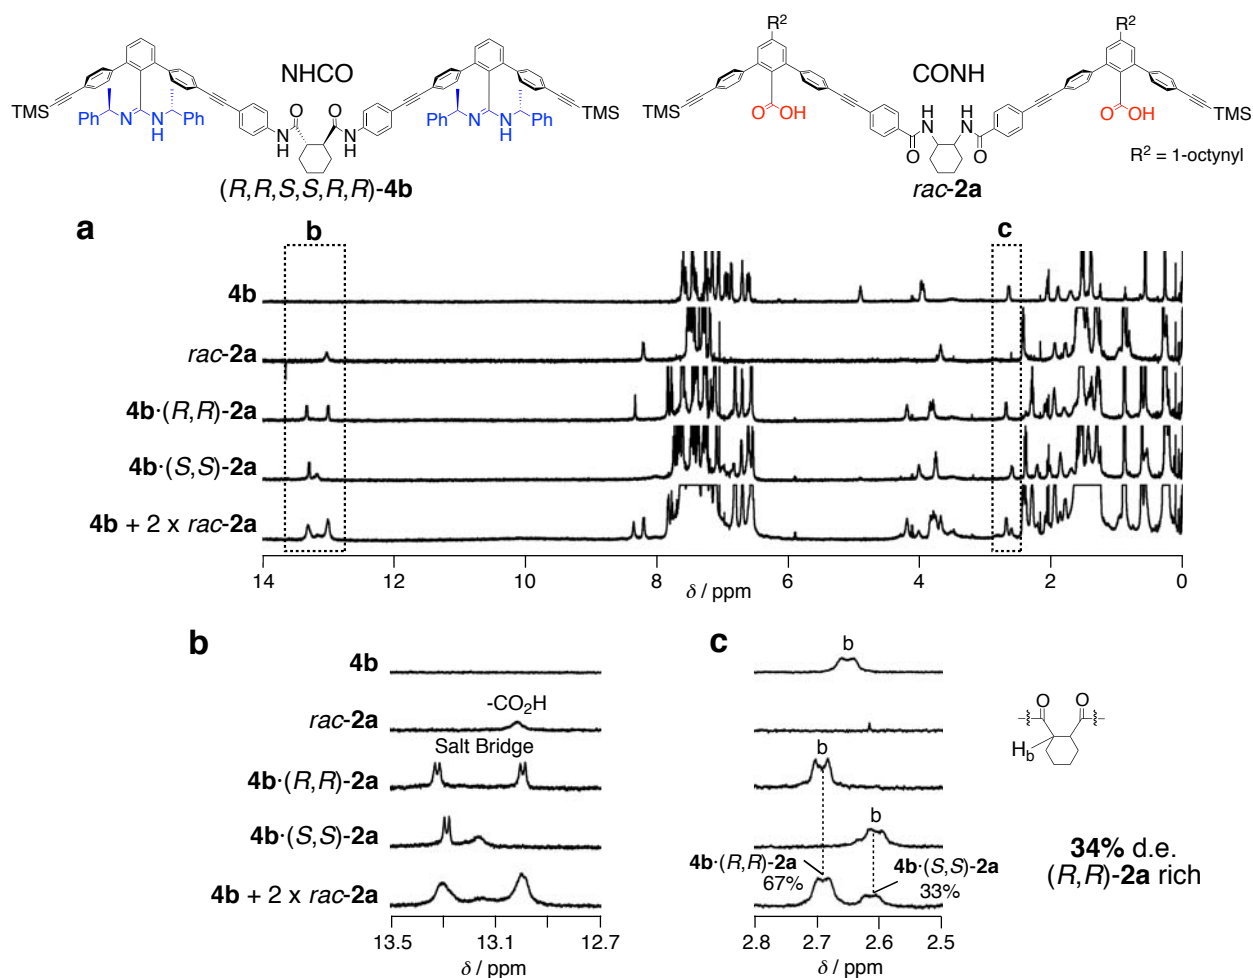 NHCO
TMS
Ph
N
N
H
Ph
O
O
N
H
N
H
Ph
N
N
H
Ph
TMS
(R,R,S,S,R,R)-4b
R2
R2
CONH
TMS
O
OH
H
N
H
N
O
O
O
OH
TMS
R2 = 1-octynyl
rac-2a
a
b
c
4b
rac-2a
4b·(R,R)-2a
4b·(S,S)-2a
4b + 2 x rac-2a
14 12 10 8 6 4 2 0
δ / ppm
b
4b
rac-2a
-CO2H
Salt Bridge
4b·(R,R)-2a
4b·(S,S)-2a
4b + 2 x rac-2a
13.5 13.1 12.7
δ / ppm
c
b
b
b
4b·(R,R)-2a
67%
4b·(S,S)-2a
33%
2.8 2.7 2.6 2.5
δ / ppm
O
O
Hb
34% d.e.
(R,R)-2a rich